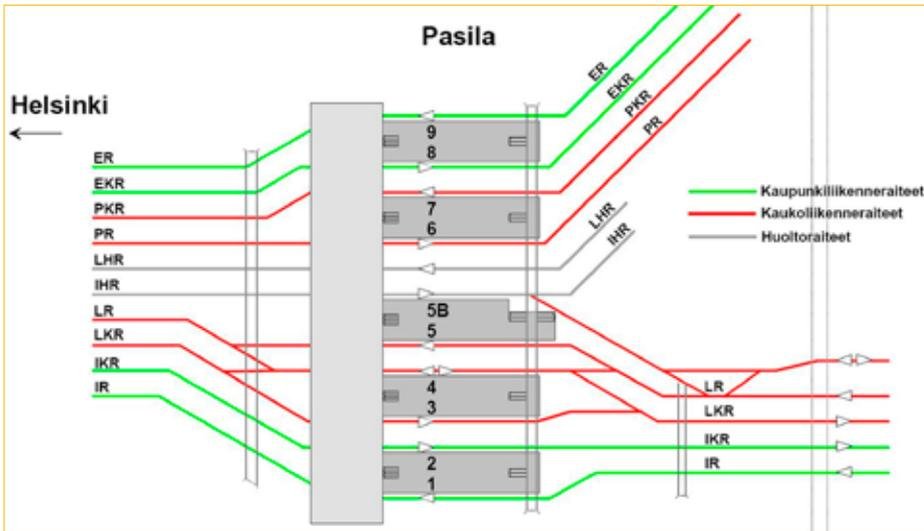 Pasila
Helsinki
ER
EKR
PKR
PR
LHR
IHR
LR
LKR
IKR
IR
9
8
7
6
5B
5
4
3
2
1
ER
EKR
PKR
PR
LHR
IHR
LR
LKR
IKR
IR
Kaupunkiliikenneraiteet
Kaukoliikenneraiteet
Huoltoraiteet